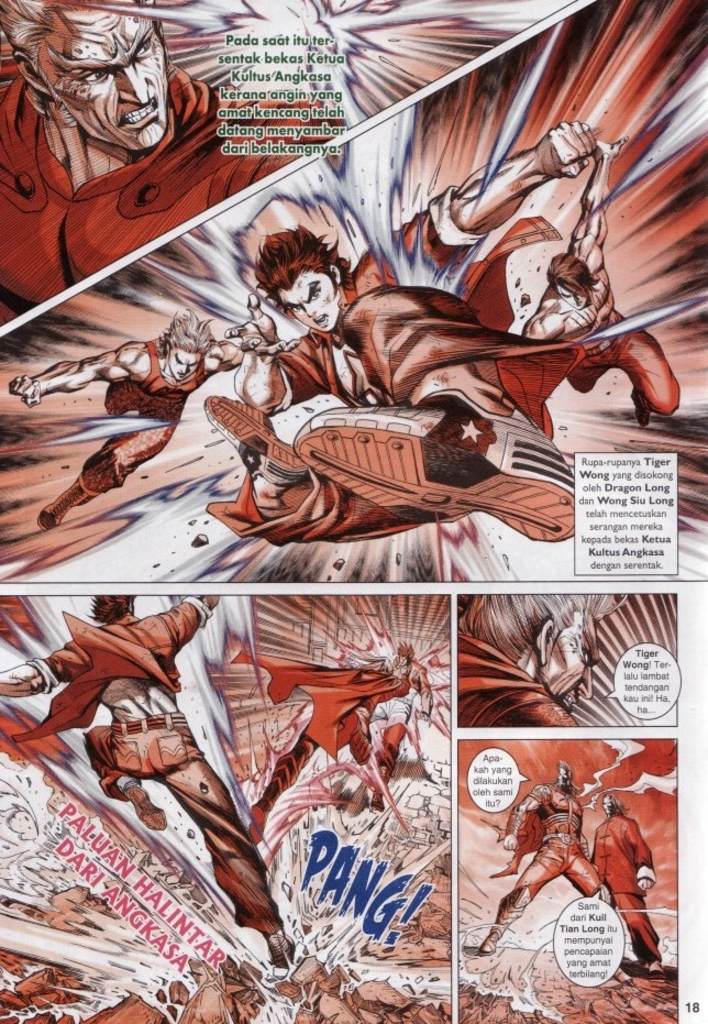 Pada saat itu ter-
sentak bekas Ketua
Kultus Angkasa
kerana angin yang
amat kencang telah
datang menyambar
dari belakangnya.
Rupa-rupanya Tiger
Wong yang disokong
oleh Dragon Long
dan Wong Siu Long
telah mencetuskan
serangan mereka
kepada bekas Ketua
Kultus Angkasa
dengan serentak.
PALUAN HALINTAR
DARI ANGKASA
PANG!
Tiger
Wong! Ter-
lalu lambat
tendangan
kau ini! Ha,
ha...
Apa-
kah yang
dilakukan
oleh sami
itu?
Sami
dari Kuil
Tian Long itu
mempunyai
pencapaian
yang amat
terbilang!
18